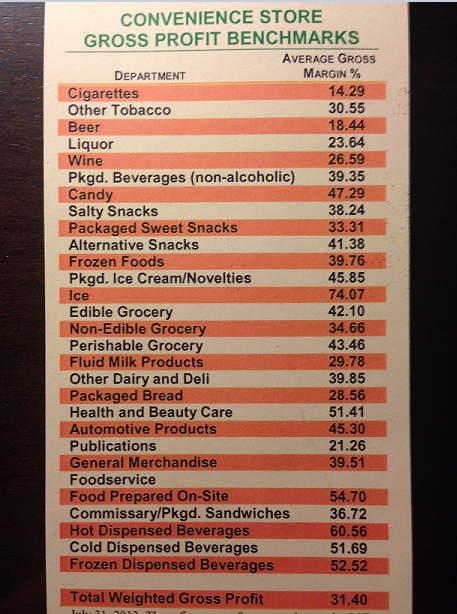 CONVENIENCE STORE
GROSS PROFIT BENCHMARKS
DEPARTMENT AVERAGE GROSS MARGIN %
Cigarettes 14.29
Other Tobacco 30.55
Beer 18.44
Liquor 23.64
Wine 26.59
Pkgd. Beverages (non-alcoholic) 39.35
Candy 47.29
Salty Snacks 38.24
Packaged Sweet Snacks 33.31
Alternative Snacks 41.38
Frozen Foods 39.76
Pkgd. Ice Cream/Novelties 45.85
Ice 74.07
Edible Grocery 42.10
Non-Edible Grocery 34.66
Perishable Grocery 43.46
Fluid Milk Products 29.78
Other Dairy and Deli 39.85
Packaged Bread 28.56
Health and Beauty Care 51.41
Automotive Products 45.30
Publications 21.26
General Merchandise 39.51
Foodservice
Food Prepared On-Site 54.70
Commissary/Pkgd. Sandwiches 36.72
Hot Dispensed Beverages 60.56
Cold Dispensed Beverages 51.69
Frozen Dispensed Beverages 52.52
Total Weighted Gross Profit 31.40